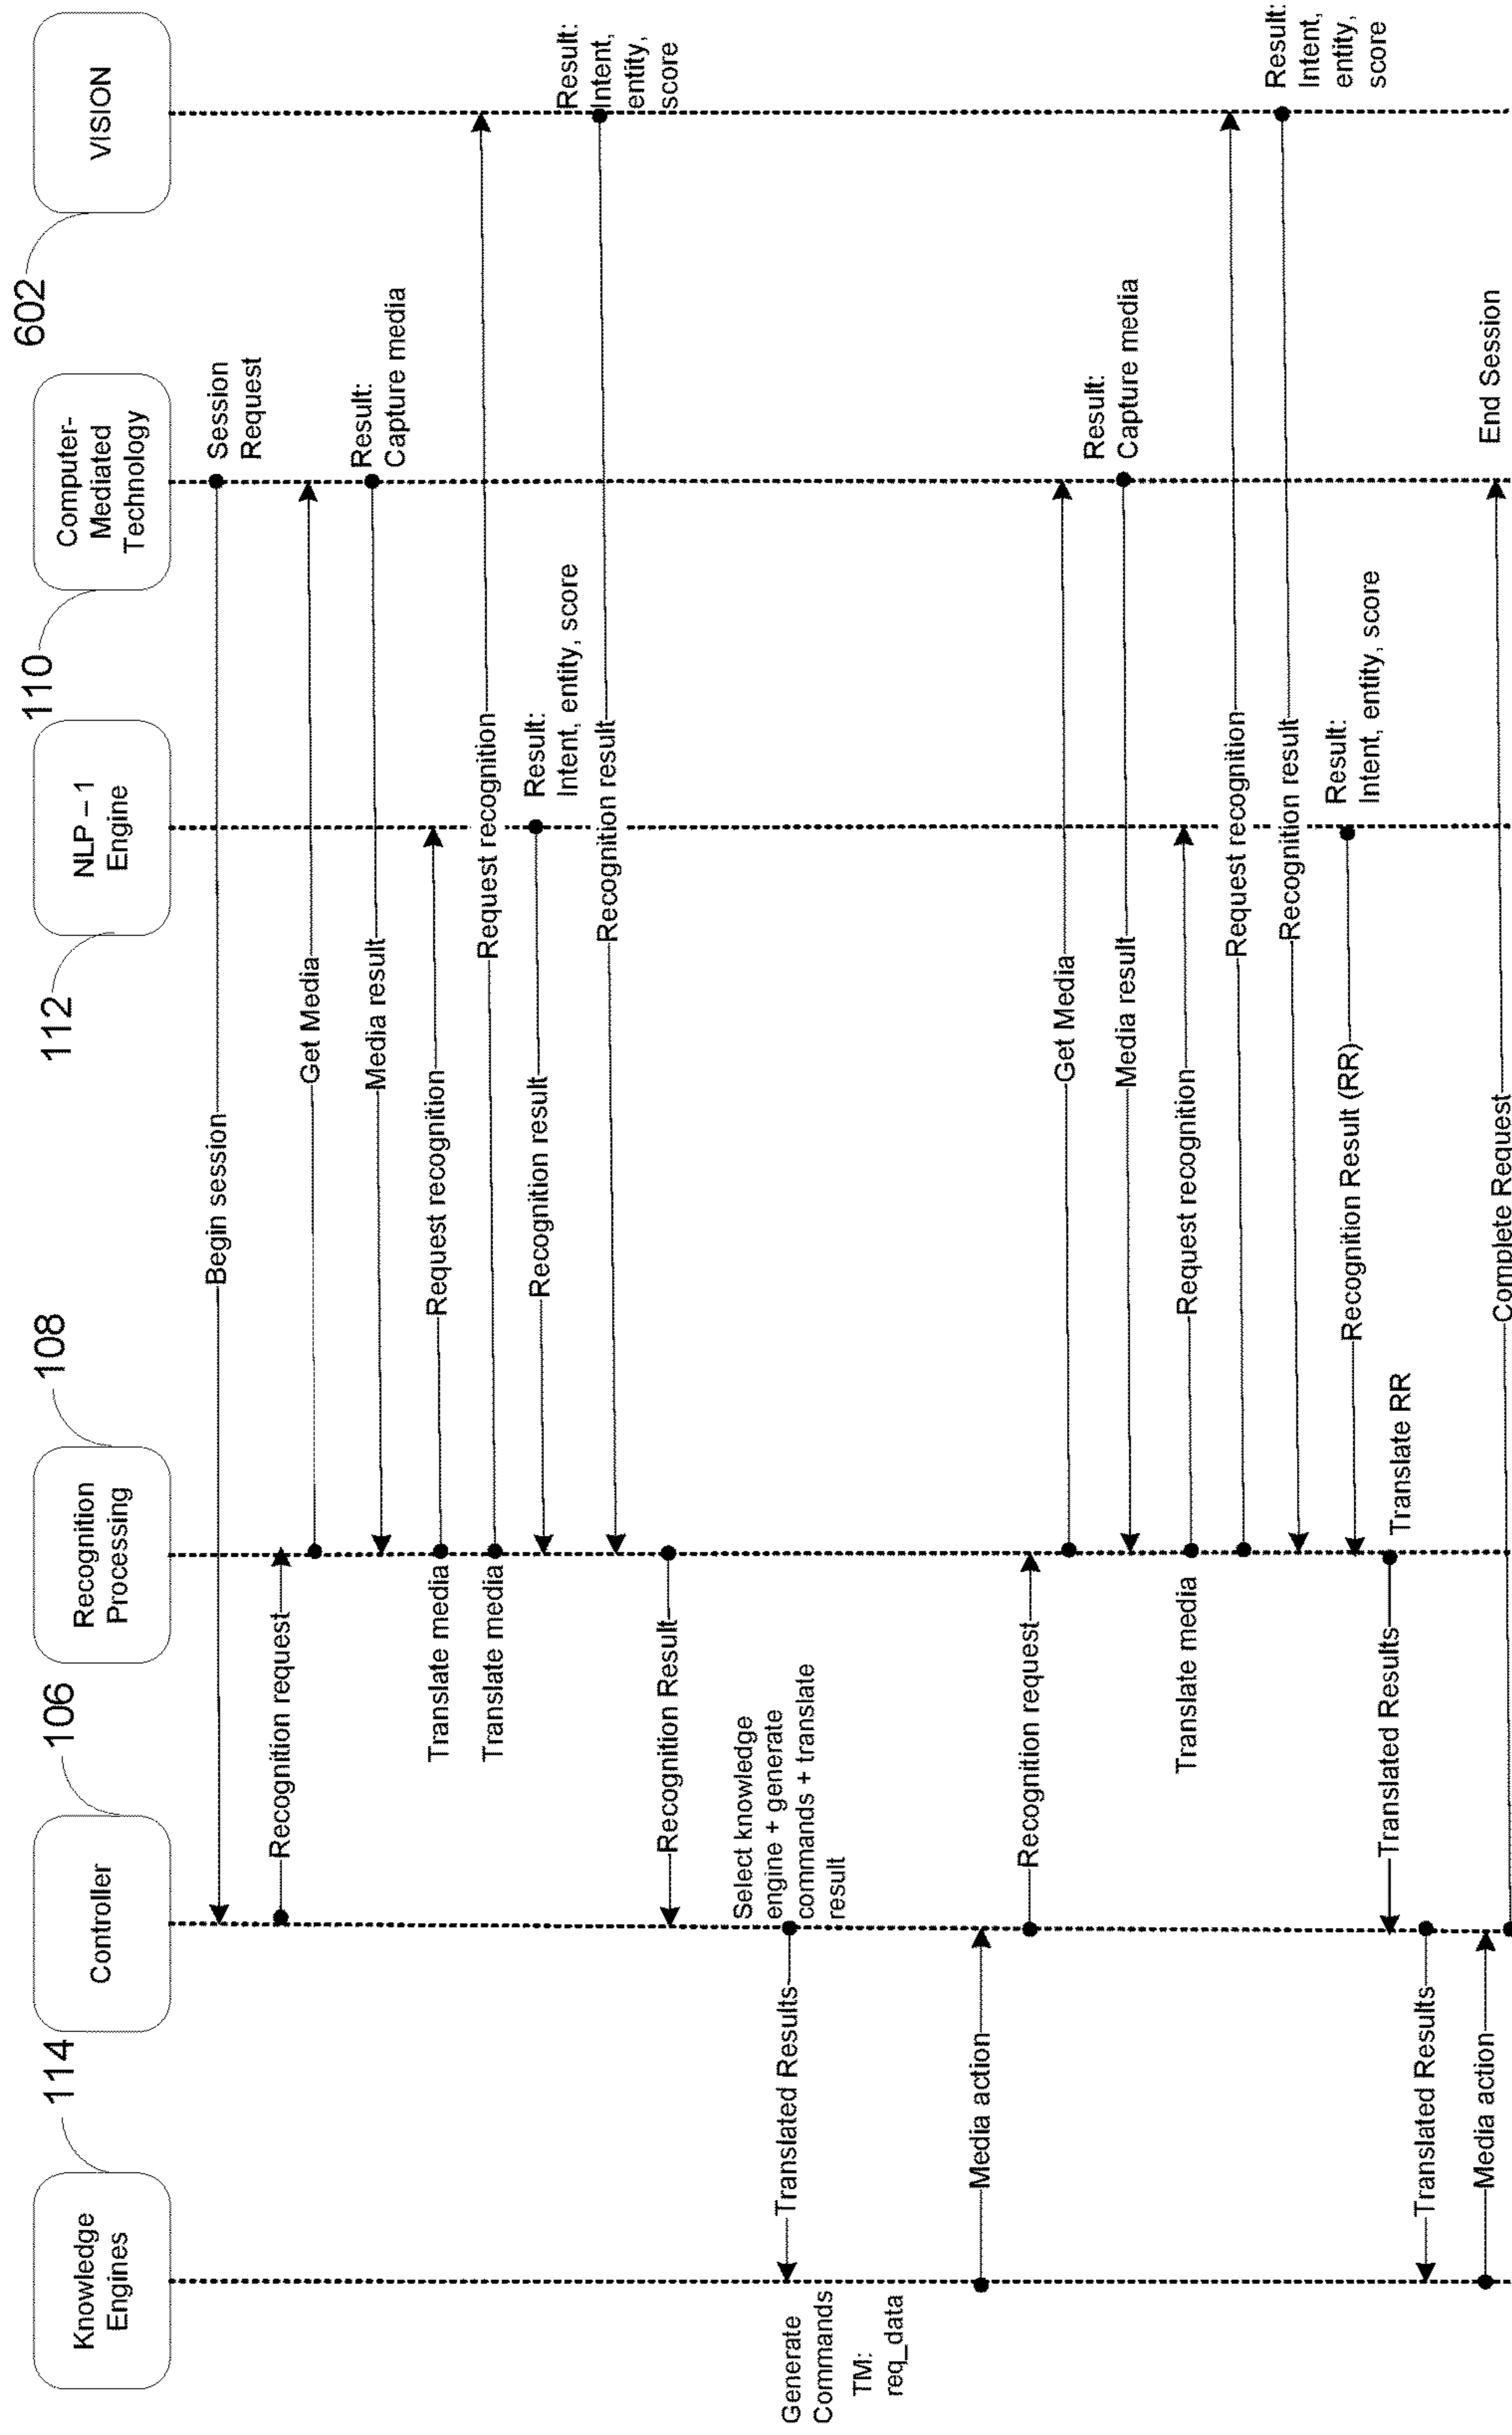 Knowledge
Engines
114
Controller
106
Recognition
Processing
108
NLP – 1
Engine
112
Computer-
Mediated
Technology
110
VISION
602
Session
Request
Begin session
Recognition request
Get Media
Result:
Capture media
Media result
Translate media
Request recognition
Translate media
Request recognition
Result:
Intent, entity, score
Recognition result
Result:
Intent,
entity,
score
Recognition result
Recognition Result
Select knowledge
engine + generate
commands + translate
result
Translated Results
Generate
Commands
TM:
req_data
Media action
Recognition request
Get Media
Result:
Capture media
Media result
Translate media
Request recognition
Request recognition
Result:
Intent,
entity,
score
Recognition result
Result:
Intent, entity, score
Recognition Result (RR)
Translate RR
Translated Results
Translated Results
Media action
End Session
Complete Request